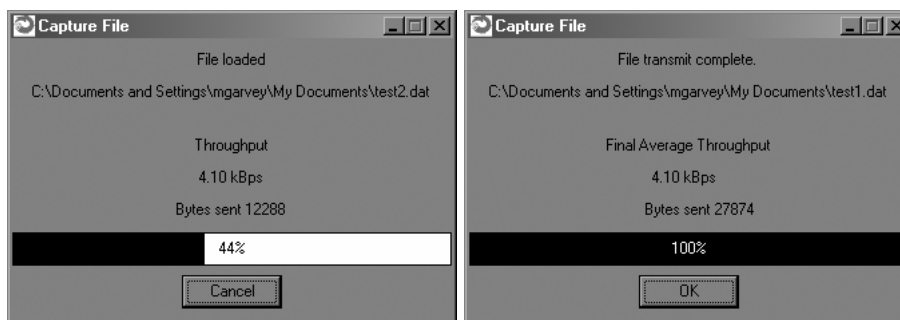 Capture File
File loaded
C:\Documents and Settings\mgarvey\My Documents\test2.dat
Throughput
4.10 kBps
Bytes sent 12288
44%
Cancel
Capture File
File transmit complete.
C:\Documents and Settings\mgarvey\My Documents\test1.dat
Final Average Throughput
4.10 kBps
Bytes sent 27874
100%
OK